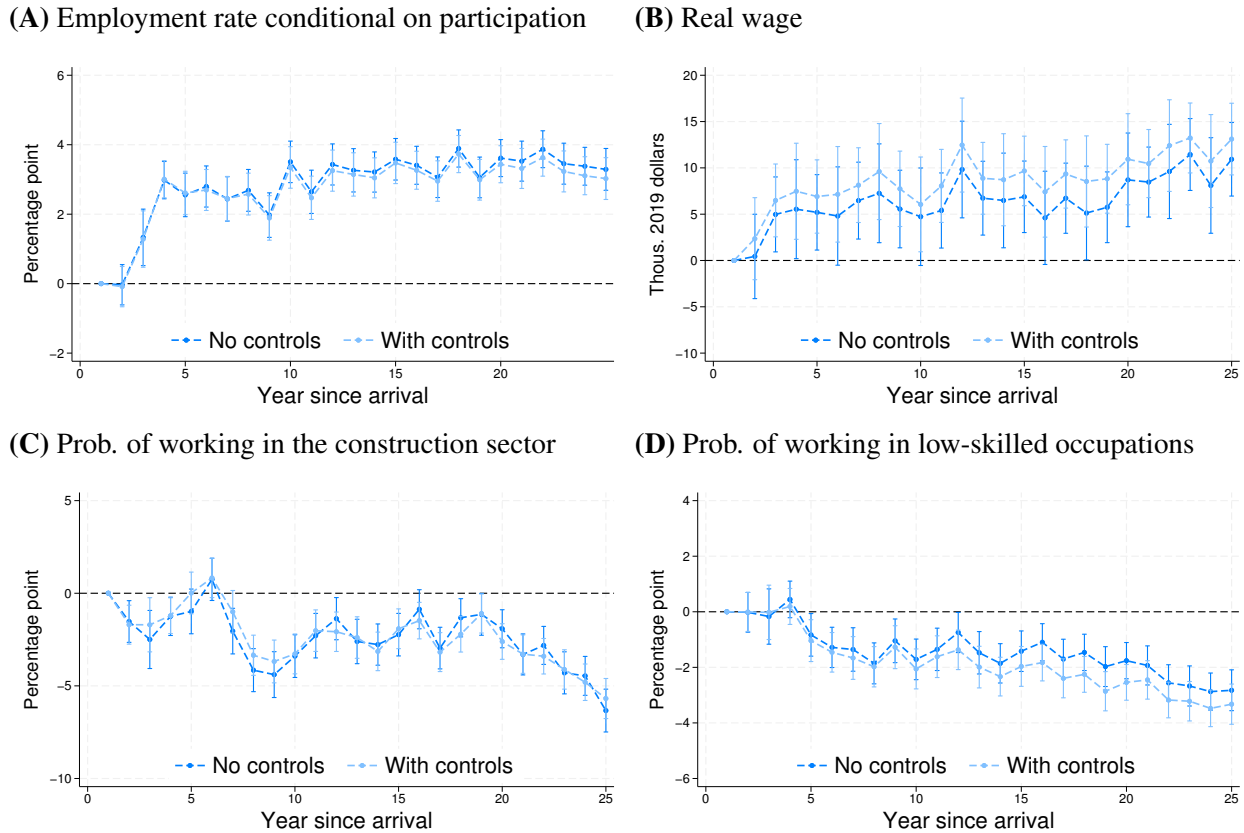 (A) Employment rate conditional on participation
6
4
2
0
−2
Percentage point
No controls
With controls
0
5
10
15
20
Year since arrival
(B) Real wage
20
15
10
5
0
−5
−10
Thous. 2019 dollars
No controls
With controls
0
5
10
15
20
25
Year since arrival
(C) Prob. of working in the construction sector
5
0
−5
−10
Percentage point
No controls
With controls
0
5
10
15
20
25
Year since arrival
(D) Prob. of working in low-skilled occupations
4
2
0
−2
−4
−6
Percentage point
No controls
With controls
0
5
10
15
20
25
Year since arrival